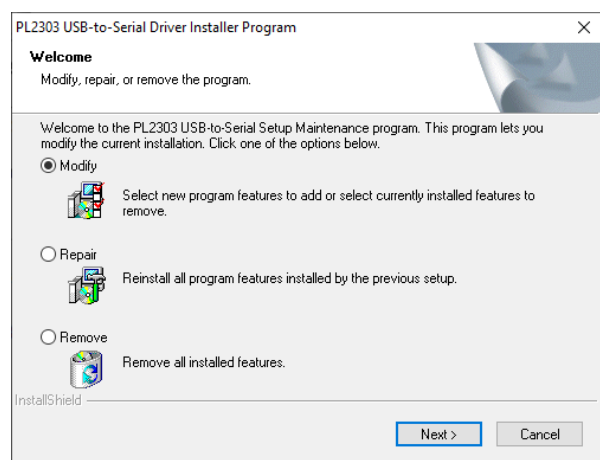 PL2303 USB-to-Serial Driver Installer Program
Welcome
Modify, repair, or remove the program.
Welcome to the PL2303 USB-to-Serial Setup Maintenance program. This program lets you
modify the current installation. Click one of the options below.
Modify
Select new program features to add or select currently installed features to
remove.
Repair
Reinstall all program features installed by the previous setup.
Remove
Remove all installed features.
InstallShield
Next >
Cancel